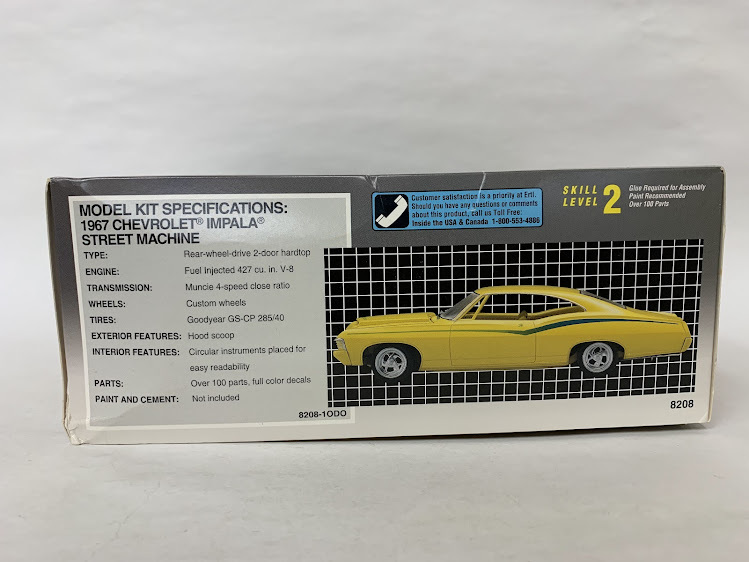 MODEL KIT SPECIFICATIONS:
1967 CHEVROLET® IMPALA®
STREET MACHINE
TYPE: Rear-wheel-drive 2-door hardtop
ENGINE: Fuel Injected 427 cu. in. V-8
TRANSMISSION: Muncie 4-speed close ratio
WHEELS: Custom wheels
TIRES: Goodyear GS-CP 285/40
EXTERIOR FEATURES: Hood scoop
INTERIOR FEATURES: Circular instruments placed for
easy readability
PARTS: Over 100 parts, full color decals
PAINT AND CEMENT: Not included
8208-1ODO
Customer satisfaction is a priority at Ertl.
Should you have any questions or comments
about this product, call us Toll Free:
Inside the USA & Canada 1-800-553-4886
SKILL
LEVEL 2
Glue Required for Assembly
Paint Recommended
Over 100 Parts
8208